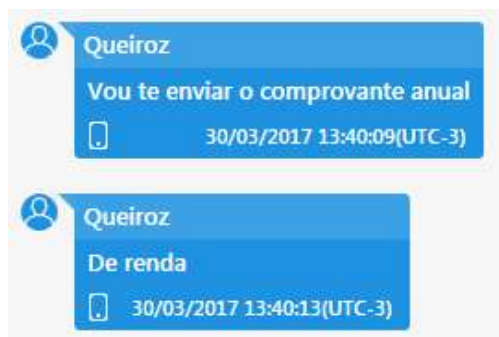 Queiroz
Vou te enviar o comprovante anual
30/03/2017 13:40:09(UTC-3)
Queiroz
De renda
30/03/2017 13:40:13(UTC-3)